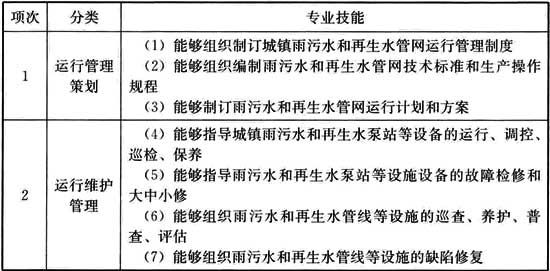 项次 分类 专业技能
1 运行管理策划
（1）能够组织制订城镇雨污水和再生水管网运行管理制度
（2）能够组织编制雨污水和再生水管网技术标准和生产操作
规程
（3）能够制订雨污水和再生水管网运行计划和方案
2 运行维护管理
（4）能够指导城镇雨污水和再生水泵站等设备的运行、调控、
巡检、保养
（5）能够指导雨污水和再生水泵站等设施设备的故障检修和
大中小修
（6）能够组织雨污水和再生水管线等设施的巡查、养护、普
查、评估
（7）能够组织雨污水和再生水管线等设施的缺陷修复